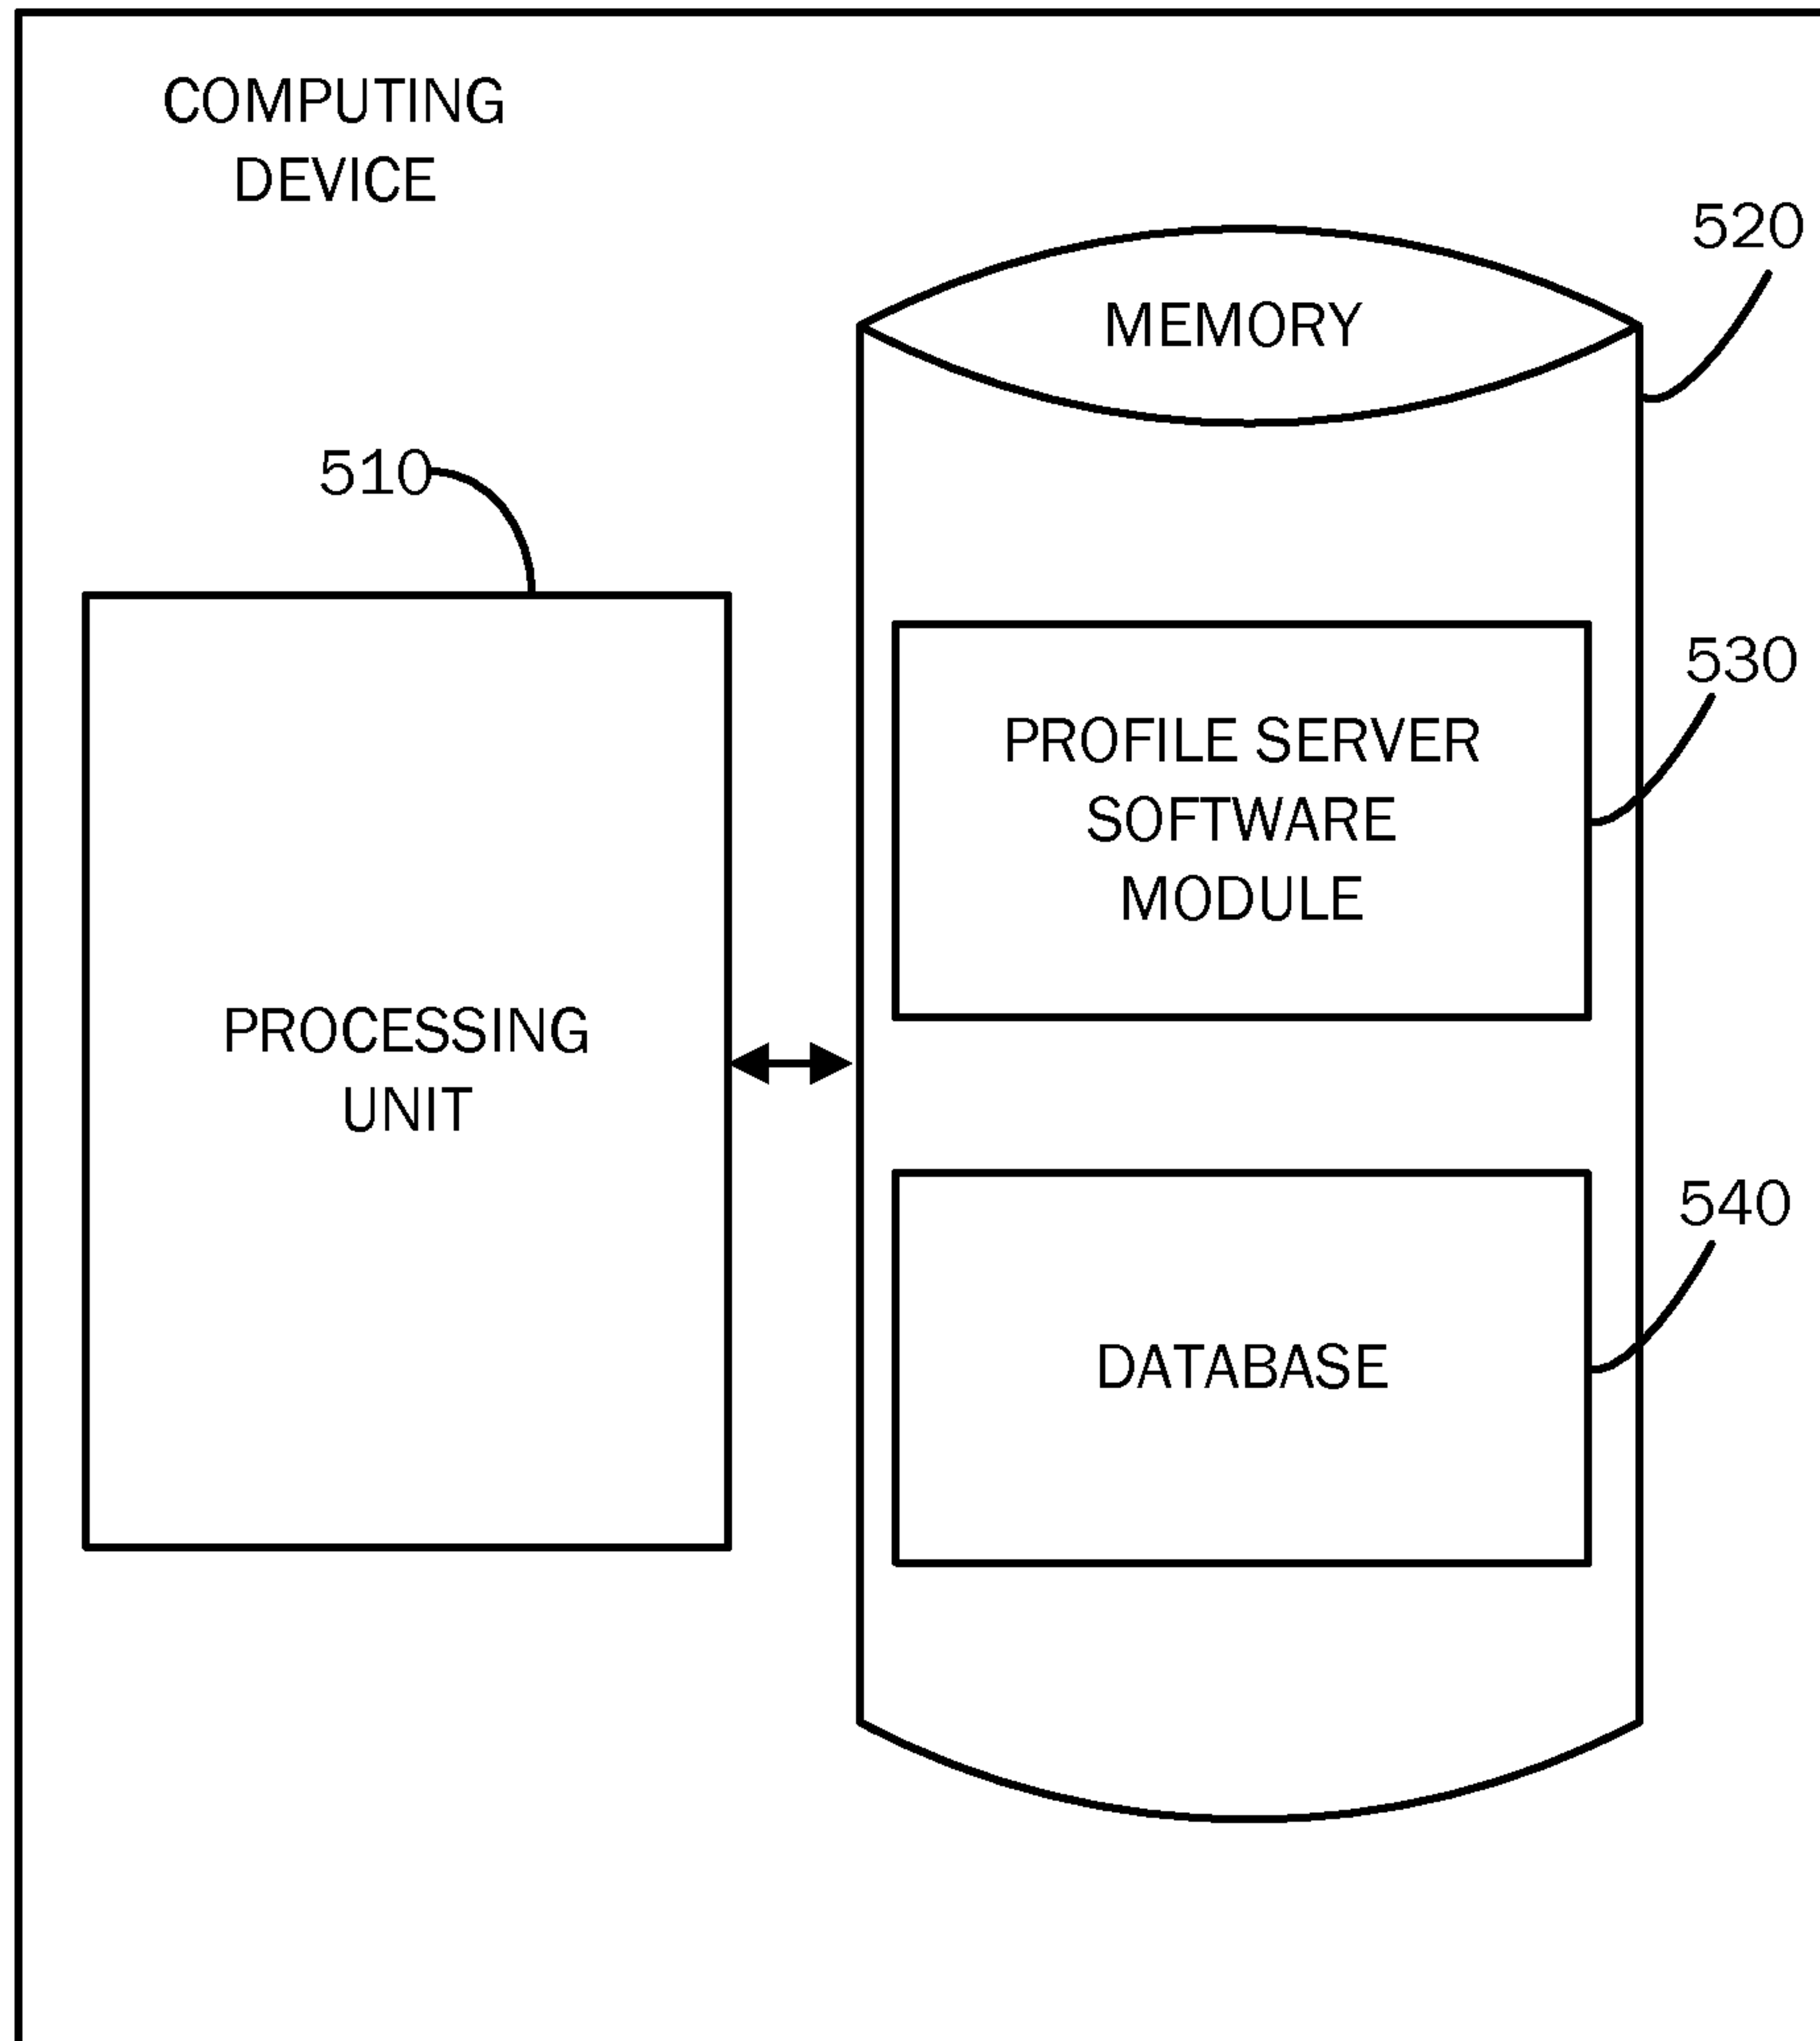 COMPUTING
DEVICE
520
MEMORY
510
530
PROFILE SERVER
SOFTWARE
MODULE
PROCESSING
UNIT
540
DATABASE